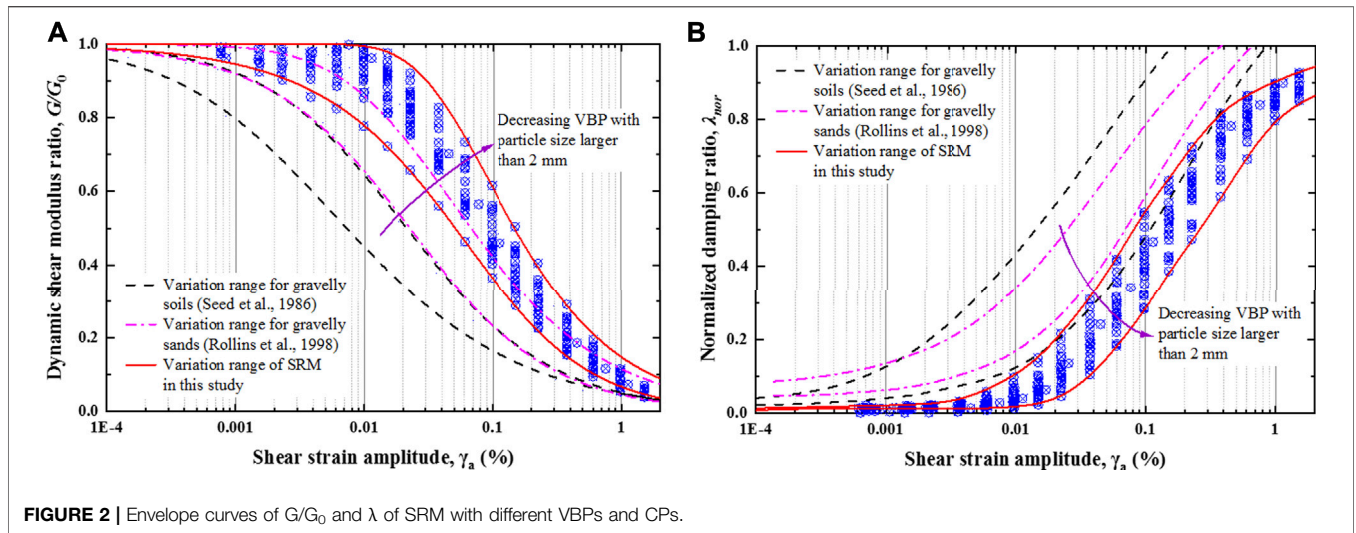 A
Dynamic shear modulus ratio, G/G₀
1.0
0.8
0.6
0.4
0.2
0.0
Decreasing VBP with
particle size larger
than 2 mm
Variation range for gravelly
soils (Seed et al., 1986)
Variation range for gravelly
sands (Rollins et al., 1998)
Variation range of SRM
in this study
1E-4
0.001
0.01
0.1
1
Shear strain amplitude, γₐ (%)
B
Normalized damping ratio, λₙₒᵣ
1.0
0.8
0.6
0.4
0.2
0.0
Variation range for gravelly
soils (Seed et al., 1986)
Variation range for gravelly
sands (Rollins et al., 1998)
Variation range of SRM
in this study
Decreasing VBP with
particle size larger
than 2 mm
1E-4
0.001
0.01
0.1
1
Shear strain amplitude, γₐ (%)
FIGURE 2 | Envelope curves of G/G₀ and λ of SRM with different VBPs and CPs.